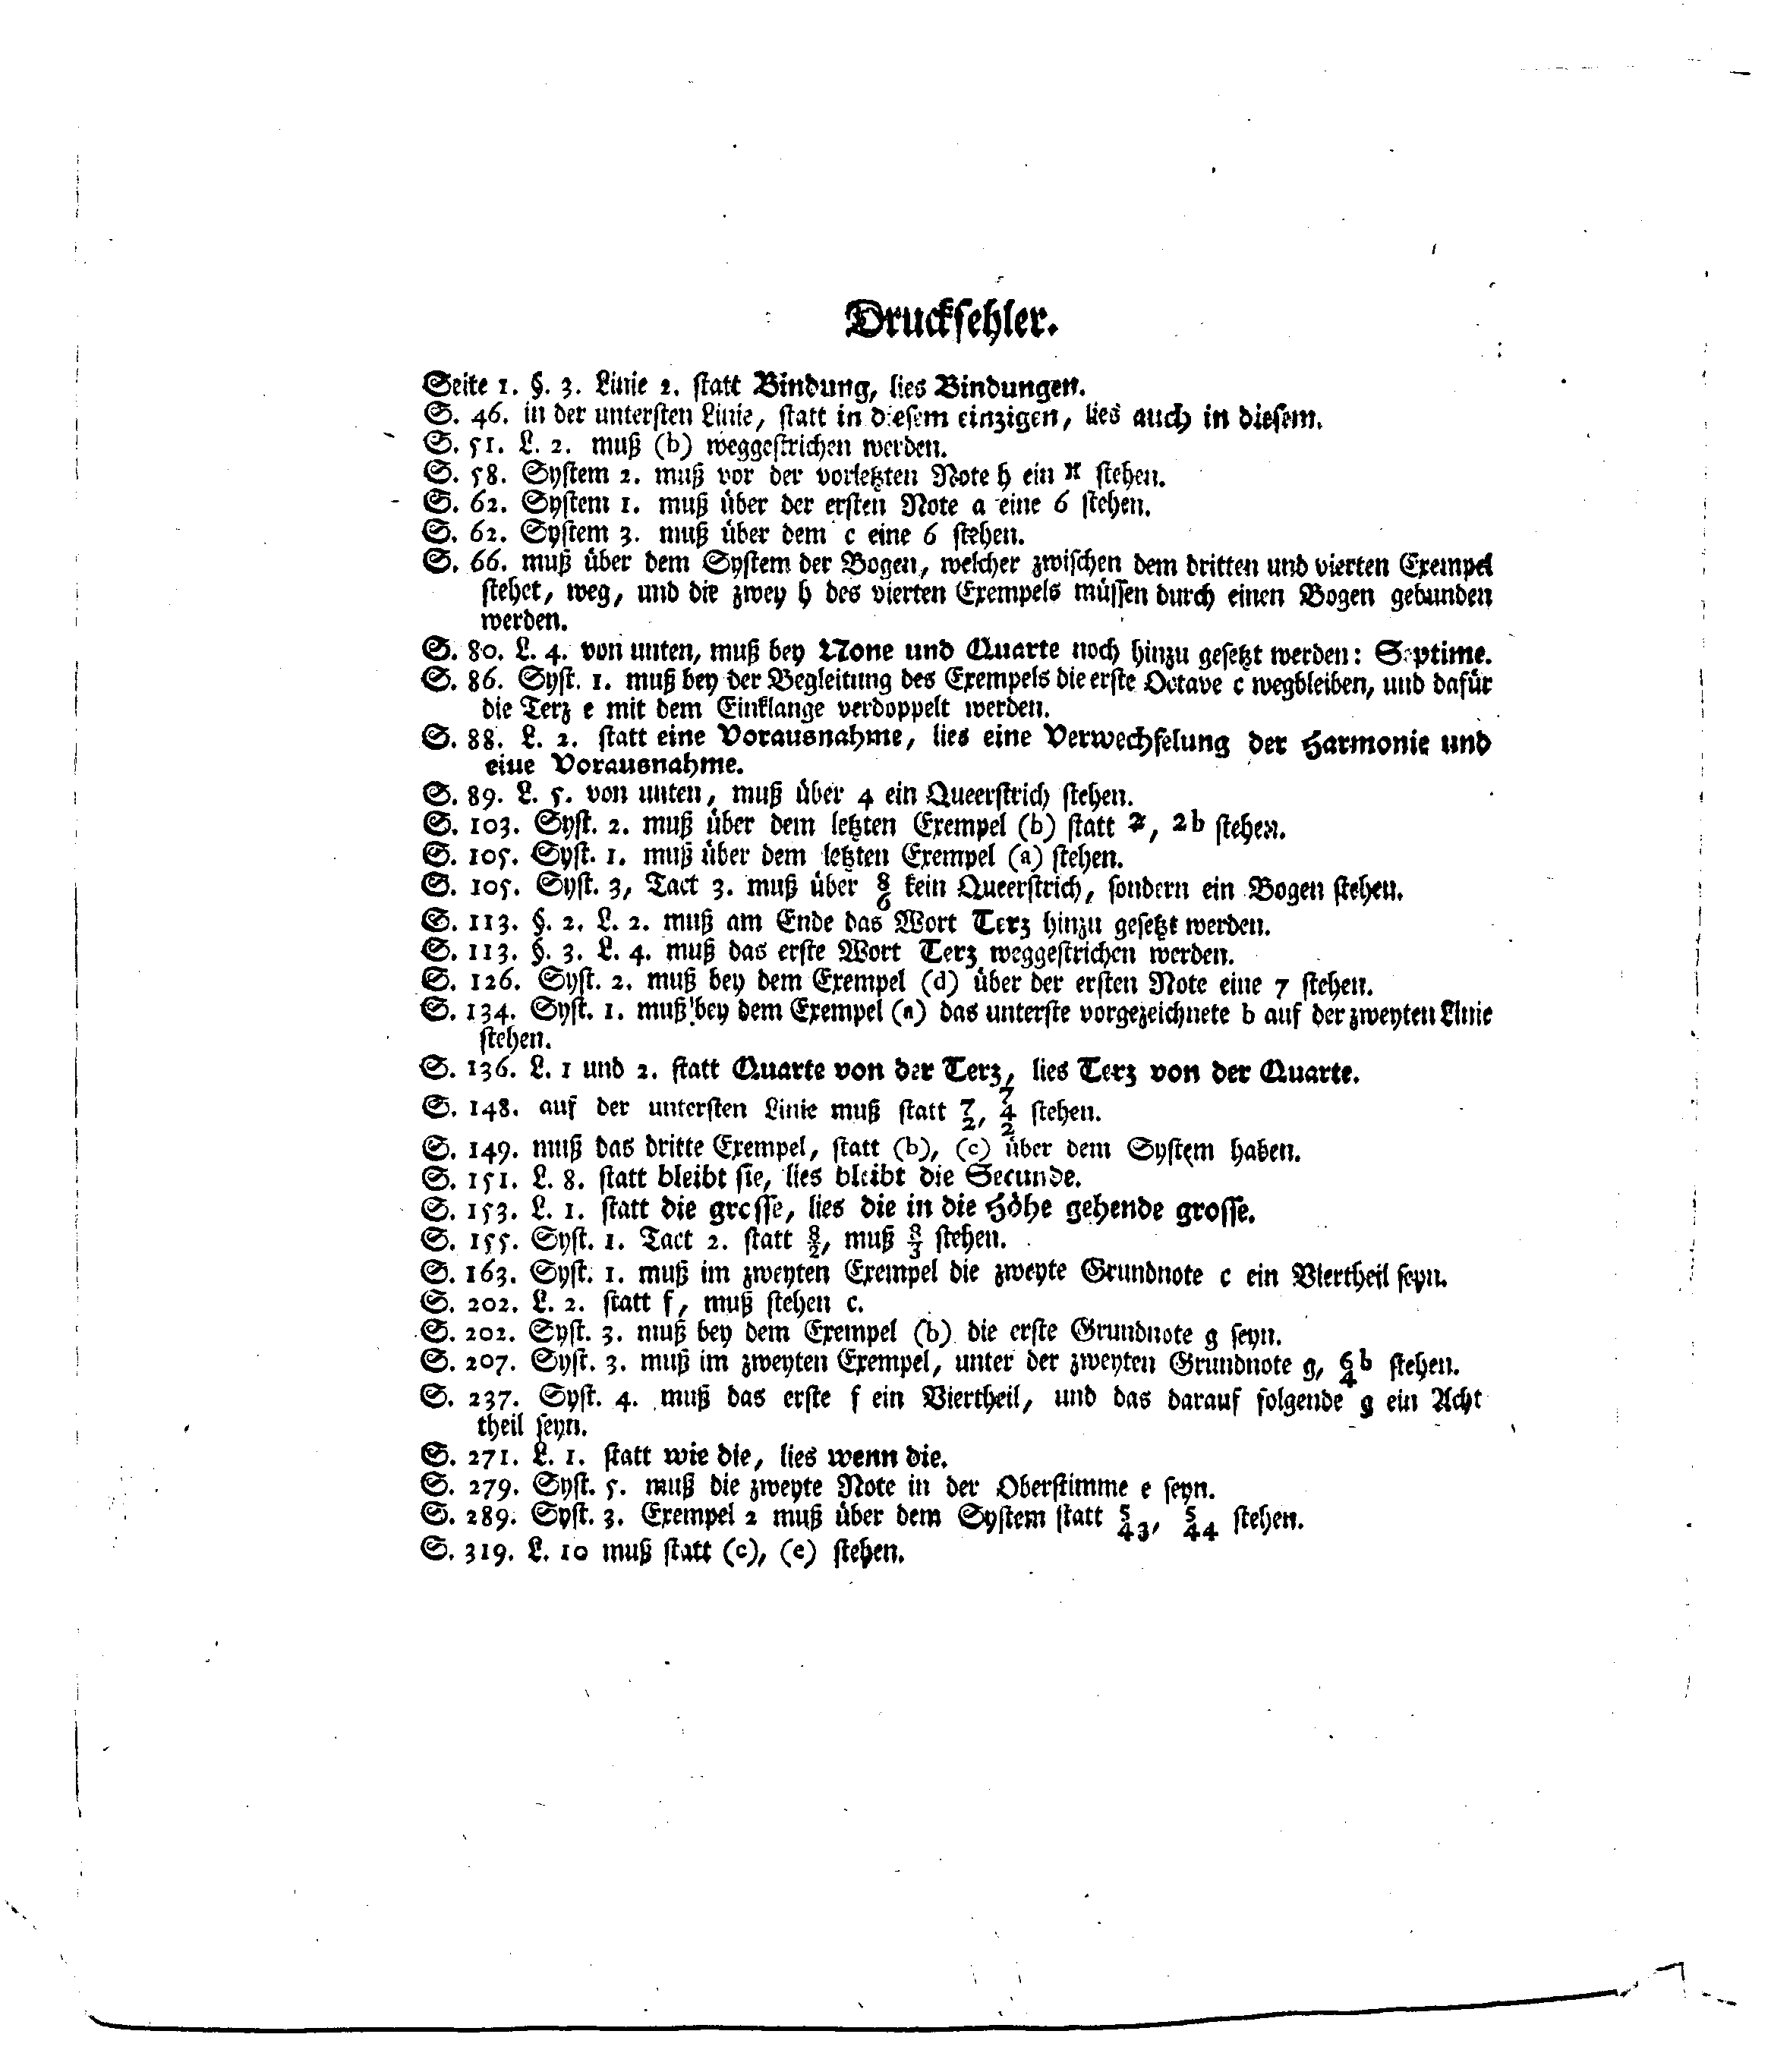 Druckfehler.
Seite 1. §. 3. Linie 2. statt Bindung, lies Bindungen.
S. 46. in der untersten Linie, statt in diesem einzigen, lies auch in diesem.
S. 51. L. 2. muß (b) weggestrichen werden.
S. 58. System 2. muß vor der vorletzten Note h ein ♮ stehen.
S. 62. System 1. muß über der ersten Note a eine 6 stehen.
S. 62. System 3. muß über dem c eine 6 stehen.
S. 66. muß über dem System der Bogen, welcher zwischen dem dritten und vierten Exempel
stehet, weg, und die zwey h des vierten Exempels müssen durch einen Bogen gebunden
werden.
S. 80. L. 4. von unten, muß bey None und Quarte noch hinzu gesetzt werden: Septime.
S. 86. Syst. 1. muß bey der Begleitung des Exempels die erste Octave c wegbleiben, und dafür
die Terz e mit dem Einklange verdoppelt werden.
S. 88. L. 2. statt eine Vorausnahme, lies eine Verwechselung der Harmonie und
eine Vorausnahme.
S. 89. L. 5. von unten, muß über 4 ein Queerstrich stehen.
S. 103. Syst. 2. muß über dem letzten Exempel (b) statt 2, 2b stehen.
S. 105. Syst. 1. muß über dem letzten Exempel (a) stehen.
S. 105. Syst. 3, Tact 3. muß über 8/6 kein Queerstrich, sondern ein Bogen stehen.
S. 113. §. 2. L. 2. muß am Ende das Wort Terz hinzu gesetzt werden.
S. 113. §. 3. L. 4. muß das erste Wort Terz weggestrichen werden.
S. 126. Syst. 2. muß bey dem Exempel (d) über der ersten Note eine 7 stehen.
S. 134. Syst. 1. muß bey dem Exempel (a) das unterste vorgezeichnete b auf der zweyten Linie
stehen.
S. 136. L. 1 und 2. statt Quarte von der Terz, lies Terz von der Quarte.
S. 148. auf der untersten Linie muß statt 7/2, 7/4/2 stehen.
S. 149. muß das dritte Exempel, statt (b), (c) über dem System haben.
S. 151. L. 8. statt bleibt sie, lies bleibt die Secunde.
S. 153. L. 1. statt die grosse, lies die in die Höhe gehende grosse.
S. 155. Syst. 1. Tact 2. statt 8/2, muß 8/3 stehen.
S. 163. Syst. 1. muß im zweyten Exempel die zweyte Grundnote c ein Viertheil seyn.
S. 202. L. 2. statt f, muß stehen c.
S. 202. Syst. 3. muß bey dem Exempel (b) die erste Grundnote g seyn.
S. 207. Syst. 3. muß im zweyten Exempel, unter der zweyten Grundnote g, 6/4 b stehen.
S. 237. Syst. 4. muß das erste f ein Viertheil, und das darauf folgende g ein Acht
theil seyn.
S. 271. L. 1. statt wie die, lies wenn die.
S. 279. Syst. 5. muß die zweyte Note in der Oberstimme e seyn.
S. 289. Syst. 3. Exempel 2 muß über dem System statt 5/43, 5/44 stehen.
S. 319. L. 10 muß statt (c), (e) stehen.